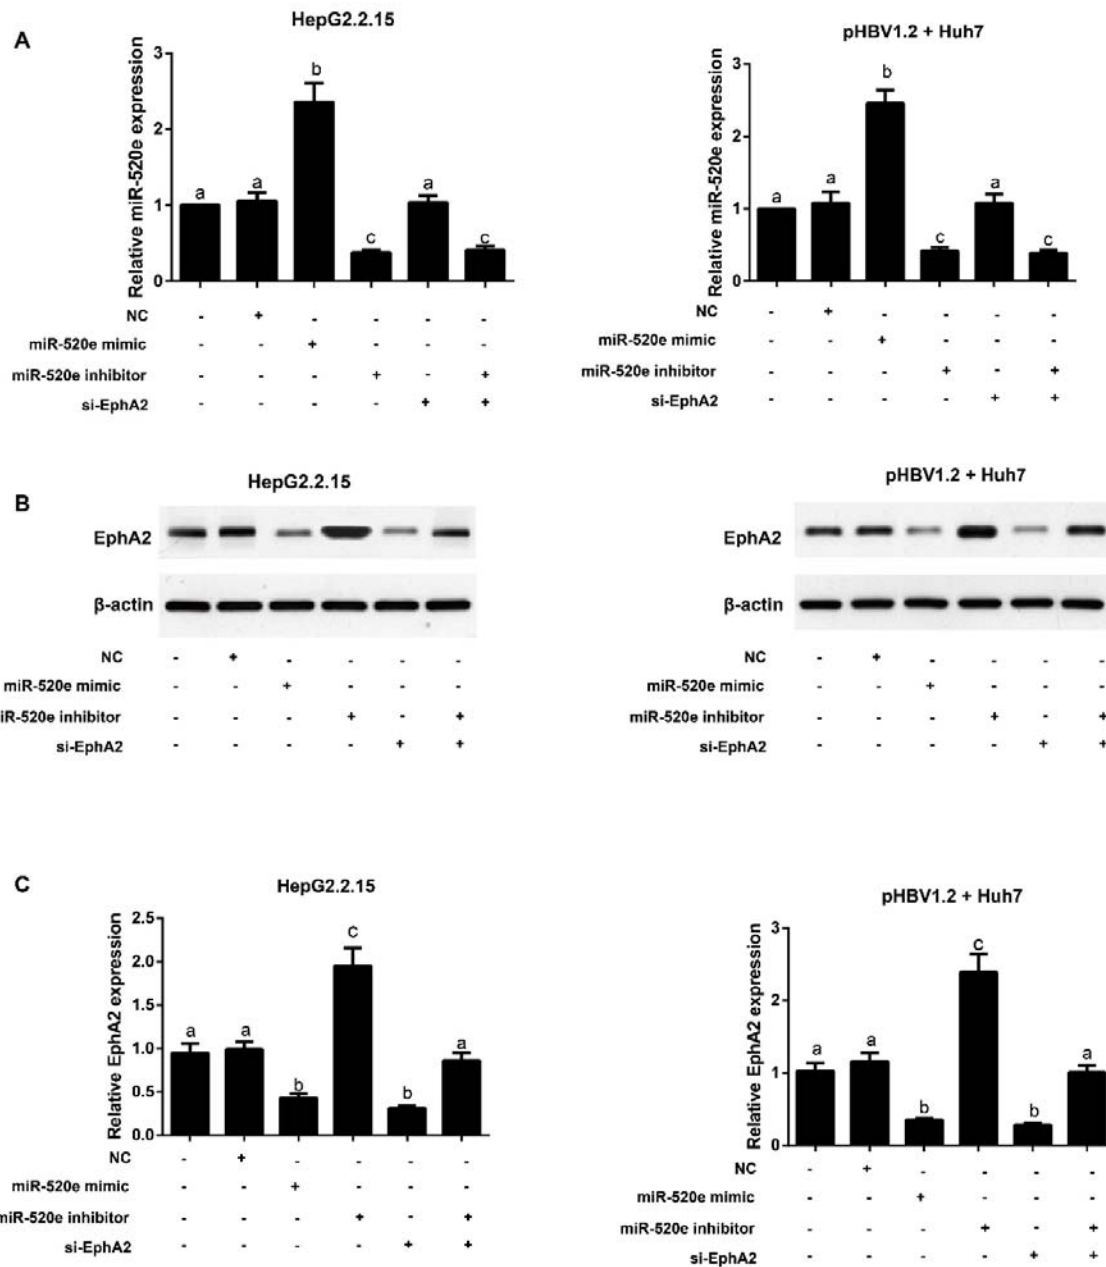 A
HepG2.2.15
Relative miR-520e expression
3
2
1
0
a a b c a c
NC - + - - - -
miR-520e mimic - - + - - -
miR-520e inhibitor - - - + - +
si-EphA2 - - - - + +
pHBV1.2 + Huh7
Relative miR-520e expression
3
2
1
0
a a b c a c
NC - + - - - -
miR-520e mimic - - + - - -
miR-520e inhibitor - - - + - +
si-EphA2 - - - - + +
B
HepG2.2.15
EphA2
β-actin
NC - + - - - -
miR-520e mimic - - + - - -
iR-520e inhibitor - - - + - +
si-EphA2 - - - - + +
pHBV1.2 + Huh7
EphA2
β-actin
NC - + - - - -
miR-520e mimic - - + - - -
miR-520e inhibitor - - - + - +
si-EphA2 - - - - + +
C
HepG2.2.15
Relative EphA2 expression
2.5
2.0
1.5
1.0
0.5
0.0
a a b c b a
NC - + - - - -
miR-520e mimic - - + - - -
miR-520e inhibitor - - - + - +
si-EphA2 - - - - + +
pHBV1.2 + Huh7
Relative EphA2 expression
3
2
1
0
a a b c b a
NC - + - - - -
miR-520e mimic - - + - - -
miR-520e inhibitor - - - + - +
si-EphA2 - - - - + +